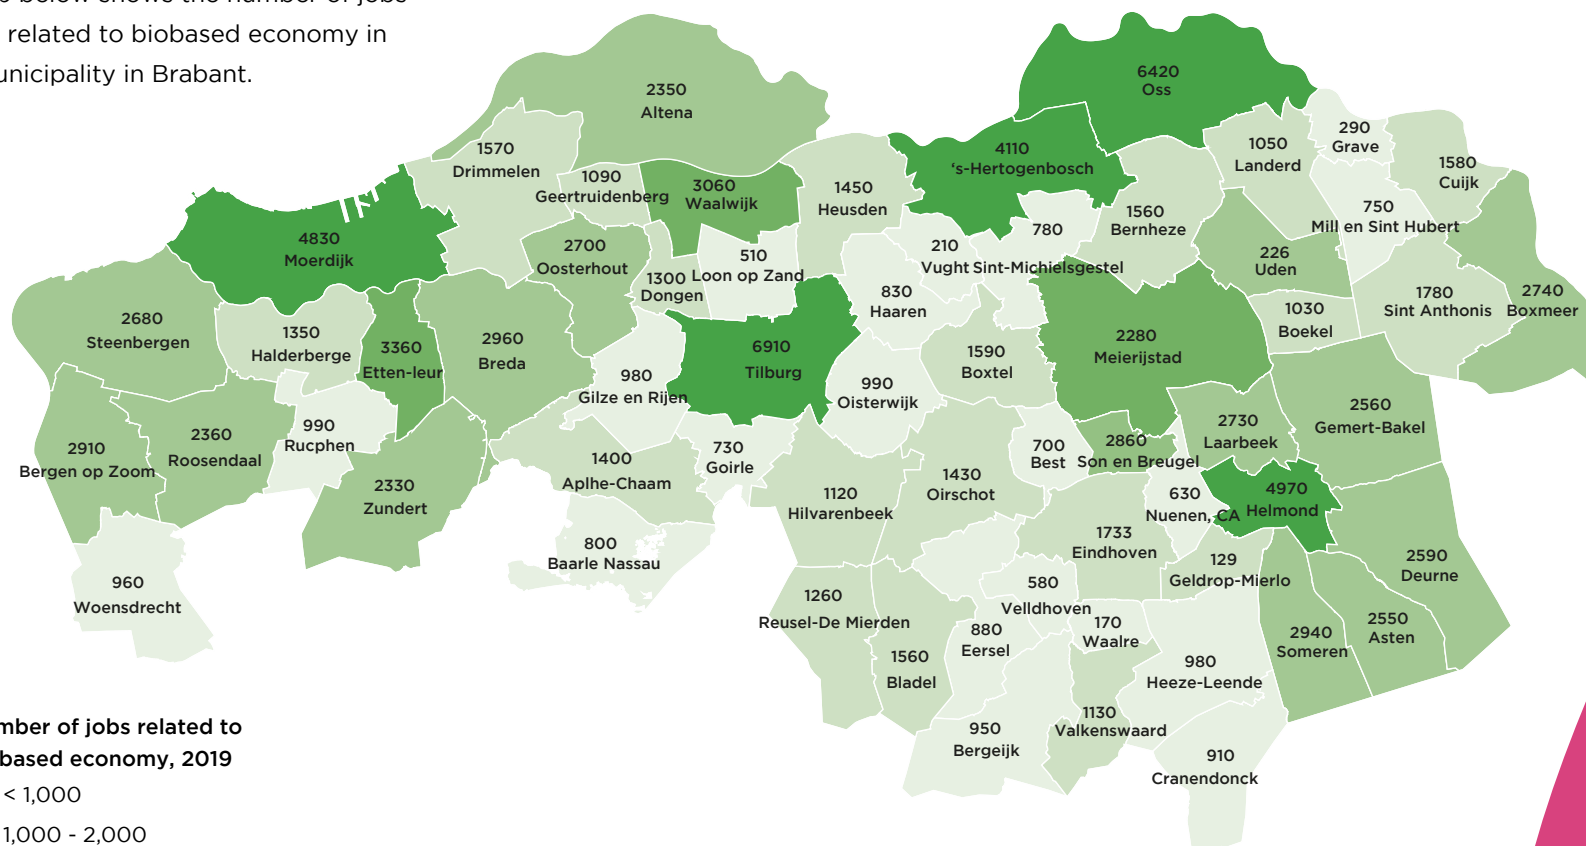 below shows the number of jobs
related to biobased economy in
unicipality in Brabant.
2350
Altena
6420
Oss
1570
Drimmelen
1090
Geertruidenberg
3060
Waalwijk
1450
Heusden
4110
‘s-Hertogenbosch
1050
Landerd
290
Grave
1580
Cuijk
4830
Moerdijk
2700
Oosterhout
1300
Dongen
510
Loon op Zand
210
Vught
780
Sint-Michielsgestel
1560
Bernheze
226
Uden
750
Mill en Sint Hubert
830
Haaren
2680
Steenbergen
1350
Halderberge
3360
Etten-leur
2960
Breda
6910
Tilburg
1590
Boxtel
2280
Meierijstad
1030
Boekel
1780
Sint Anthonis
2740
Boxmeer
980
Gilze en Rijen
990
Oisterwijk
2910
Bergen op Zoom
2360
Roosendaal
990
Rucphen
2330
Zundert
1400
Aplhe-Chaam
730
Goirle
1120
Hilvarenbeek
1430
Oirschot
700
Best
2860
Son en Breugel
2730
Laarbeek
2560
Gemert-Bakel
630
Nuenen, CA
4970
Helmond
1733
Eindhoven
129
Geldrop-Mierlo
2590
Deurne
960
Woensdrecht
800
Baarle Nassau
1260
Reusel-De Mierden
1560
Bladel
580
Velldhoven
880
Eersel
170
Waalre
980
Heeze-Leende
2940
Someren
2550
Asten
950
Bergeijk
1130
Valkenswaard
910
Cranendonck
mber of jobs related to
based economy, 2019
< 1,000
1,000 - 2,000